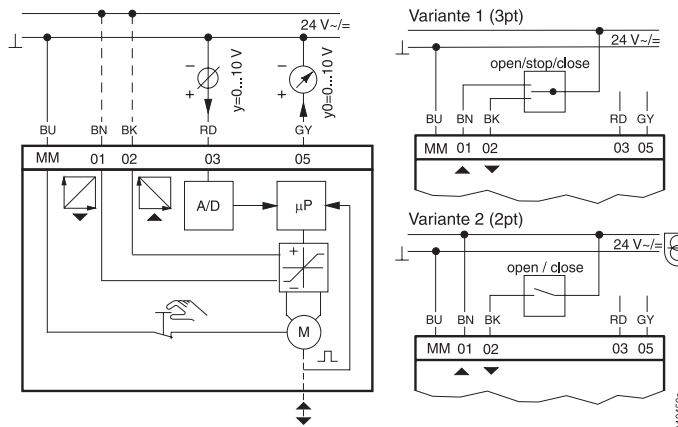 24 V~/=
⊥
y=0...10 V
y0=0...10 V
BU BN BK RD GY
MM 01 02 03 05
A/D
µP
M
Variante 1 (3pt)
24 V~/=
⊥
open/stop/close
BU BN BK RD GY
MM 01 02 03 05
Variante 2 (2pt)
24 V~/=
⊥
open / close
BU BN BK RD GY
MM 01 02 03 05